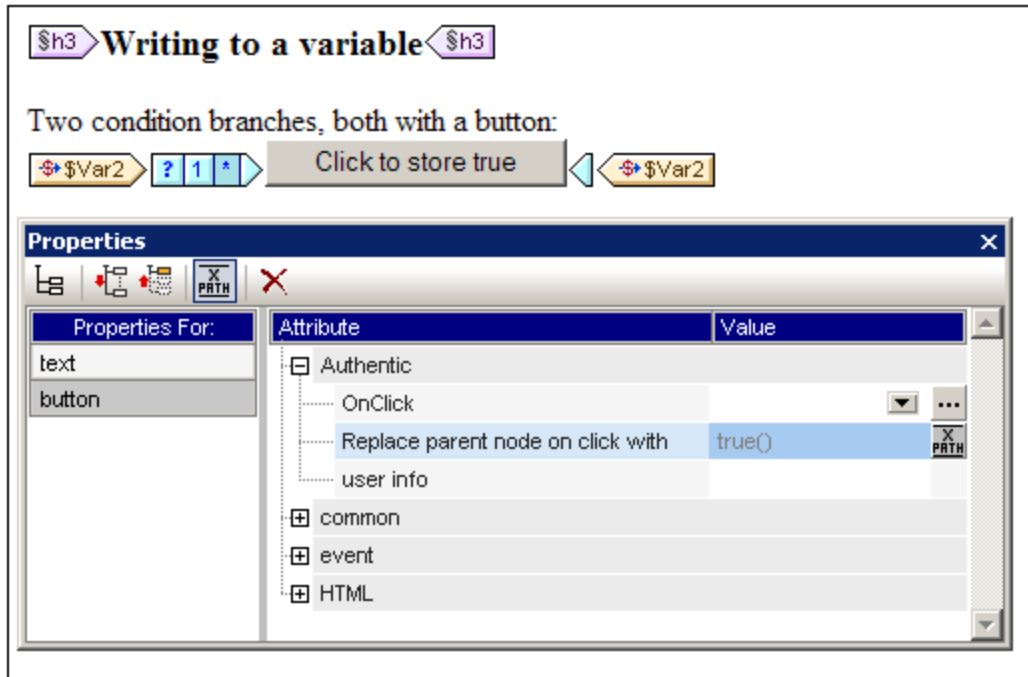 §h3 Writing to a variable §h3
Two condition branches, both with a button:
$ $Var2 ? 1 * Click to store true $ $Var2
Properties
X PATH
Properties For: Attribute Value
text Authentic
button OnClick ...
Replace parent node on click with true() X PATH
user info
common
event
HTML